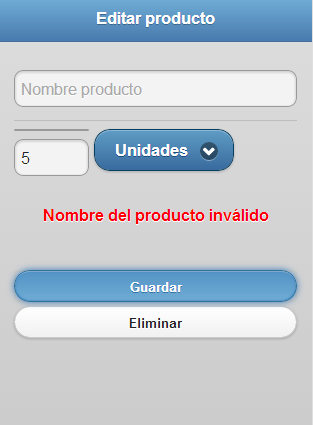 Editar producto
Nombre producto
5 Unidades
Nombre del producto inválido
Guardar
Eliminar